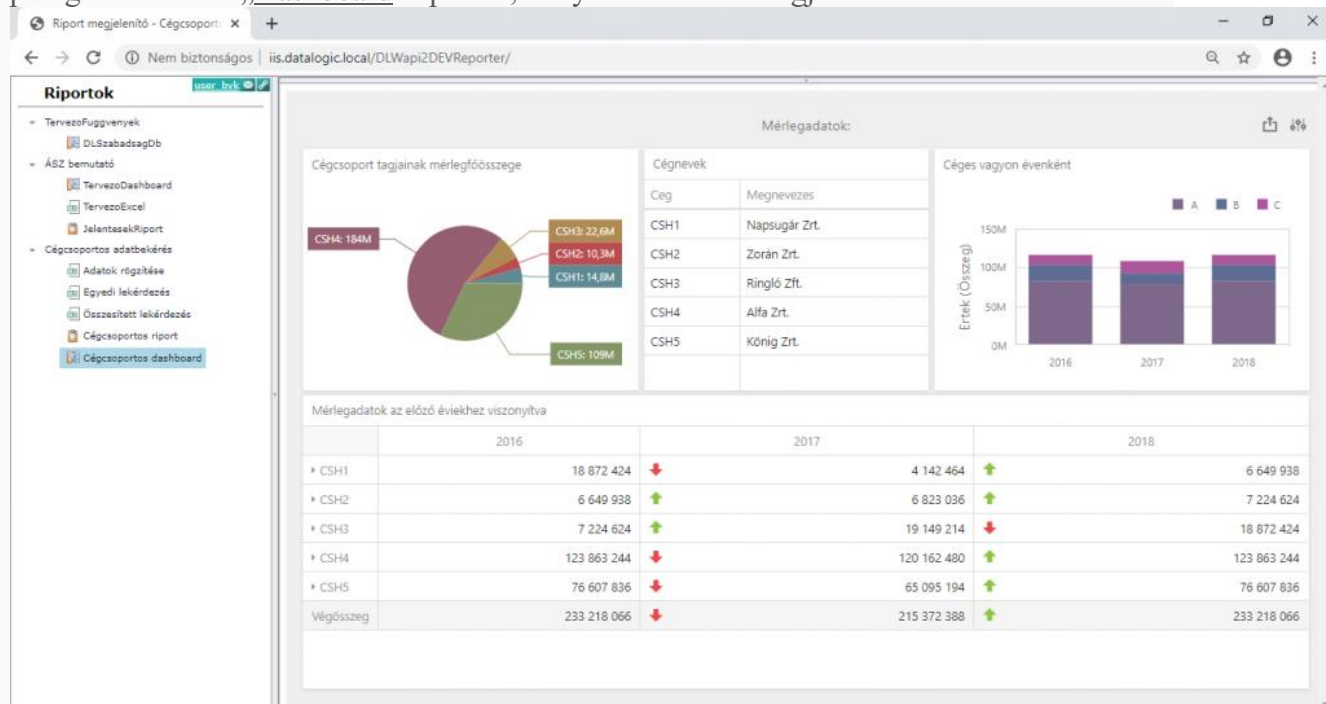 Riport megjelenítő - Cégcsoport
Nem biztonságos | iis.datalogic.local/DLWapi2DEVReporter/
Riportok
user_bvk
TervezoFuggvenyek
DLSzabadsagDb
ÁSZ bemutató
TervezoDashboard
TervezoExcel
JelentesekRiport
Cégcsoportos adatbekérés
Adatok rögzítése
Egyedi lekérdezés
Összesített lekérdezés
Cégcsoportos riport
Cégcsoportos dashboard
Mérlegadatok:
Cégcsoport tagjainak mérlegfőösszege
CSH4: 184M
CSH3: 22,6M
CSH2: 10,3M
CSH1: 14,8M
CSH5: 109M
Cégnevek
Ceg Megnevezes
CSH1 Napsugár Zrt.
CSH2 Zorán Zrt.
CSH3 Ringló Zft.
CSH4 Alfa Zrt.
CSH5 König Zrt.
Céges vagyon évenként
A B C
Ertek (Összeg)
150M
100M
50M
0M
2016 2017 2018
Mérlegadatok az előző éviekhez viszonyítva
2016 2017 2018
CSH1 18 872 424 4 142 464 6 649 938
CSH2 6 649 938 6 823 036 7 224 624
CSH3 7 224 624 19 149 214 18 872 424
CSH4 123 863 244 120 162 480 123 863 244
CSH5 76 607 836 65 095 194 76 607 836
Végösszeg 233 218 066 215 372 388 233 218 066